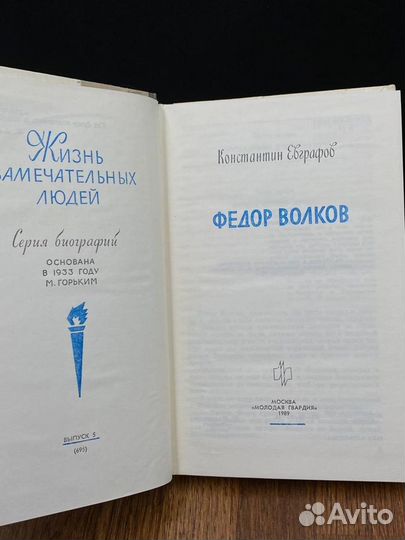 Жизнь
ЗАМЕЧАТЕЛЬНЫХ
ЛЮДЕЙ
Серия биографий
ОСНОВАНА
В 1933 ГОДУ
М. ГОРЬКИМ
ВЫПУСК 5
(695)
Константин Евграфов
ФЕДОР ВОЛКОВ
МОСКВА
«МОЛОДАЯ ГВАРДИЯ»
1989
Avito